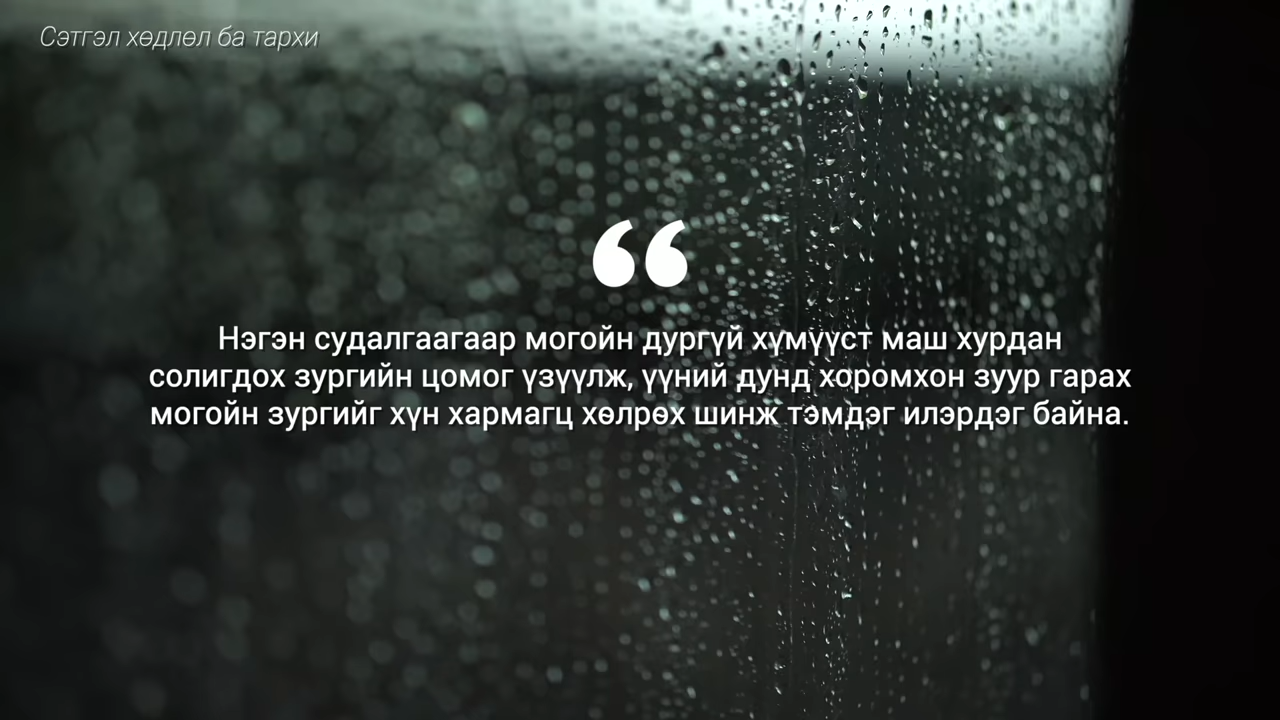 Сэтгэл хөдлөл ба тархи
“
Нэгэн судалгаагаар могойн дургүй хүмүүст маш хурдан
солигдох зургийн цомог үзүүлж, үүний дунд хоромхон зуур гарах
могойн зургийг хүн хармагц хөлрөх шинж тэмдэг илэрдэг байна.